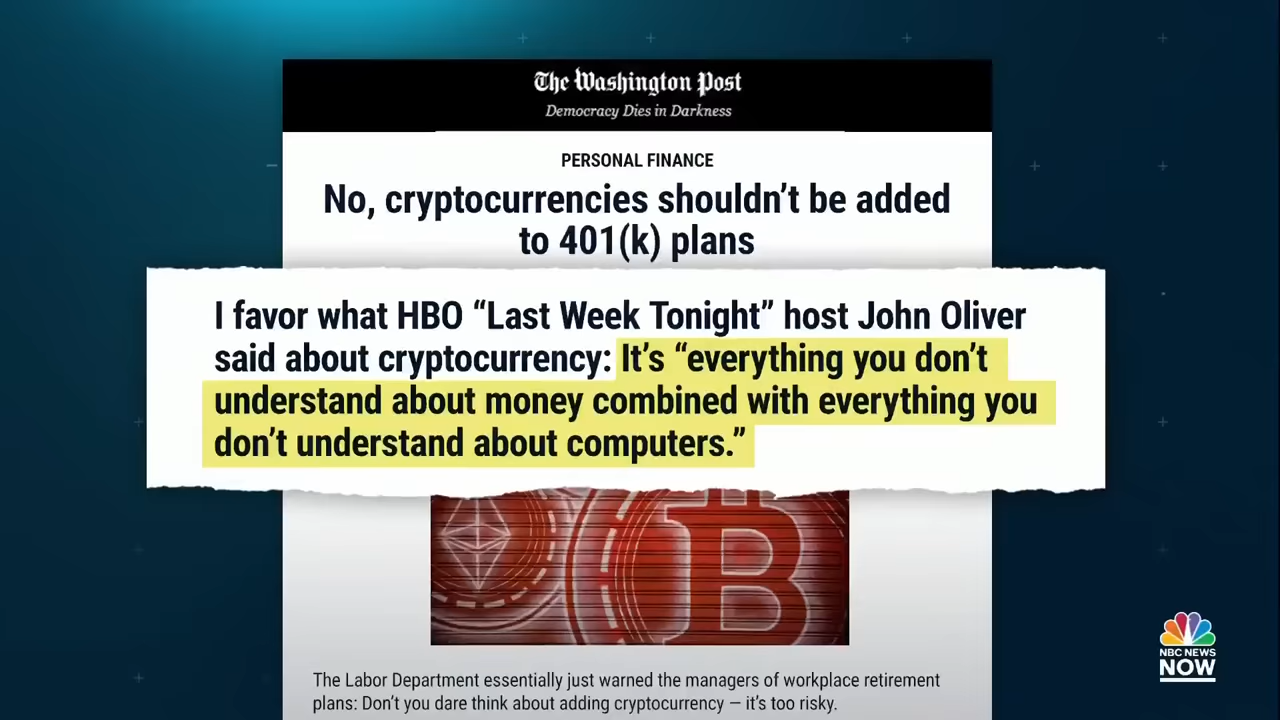 The Washington Post
Democracy Dies in Darkness
PERSONAL FINANCE
No, cryptocurrencies shouldn’t be added
to 401(k) plans
I favor what HBO “Last Week Tonight” host John Oliver
said about cryptocurrency: It’s “everything you don’t
understand about money combined with everything you
don’t understand about computers.”
The Labor Department essentially just warned the managers of workplace retirement
plans: Don’t you dare think about adding cryptocurrency — it’s too risky.
NBC NEWS
NOW